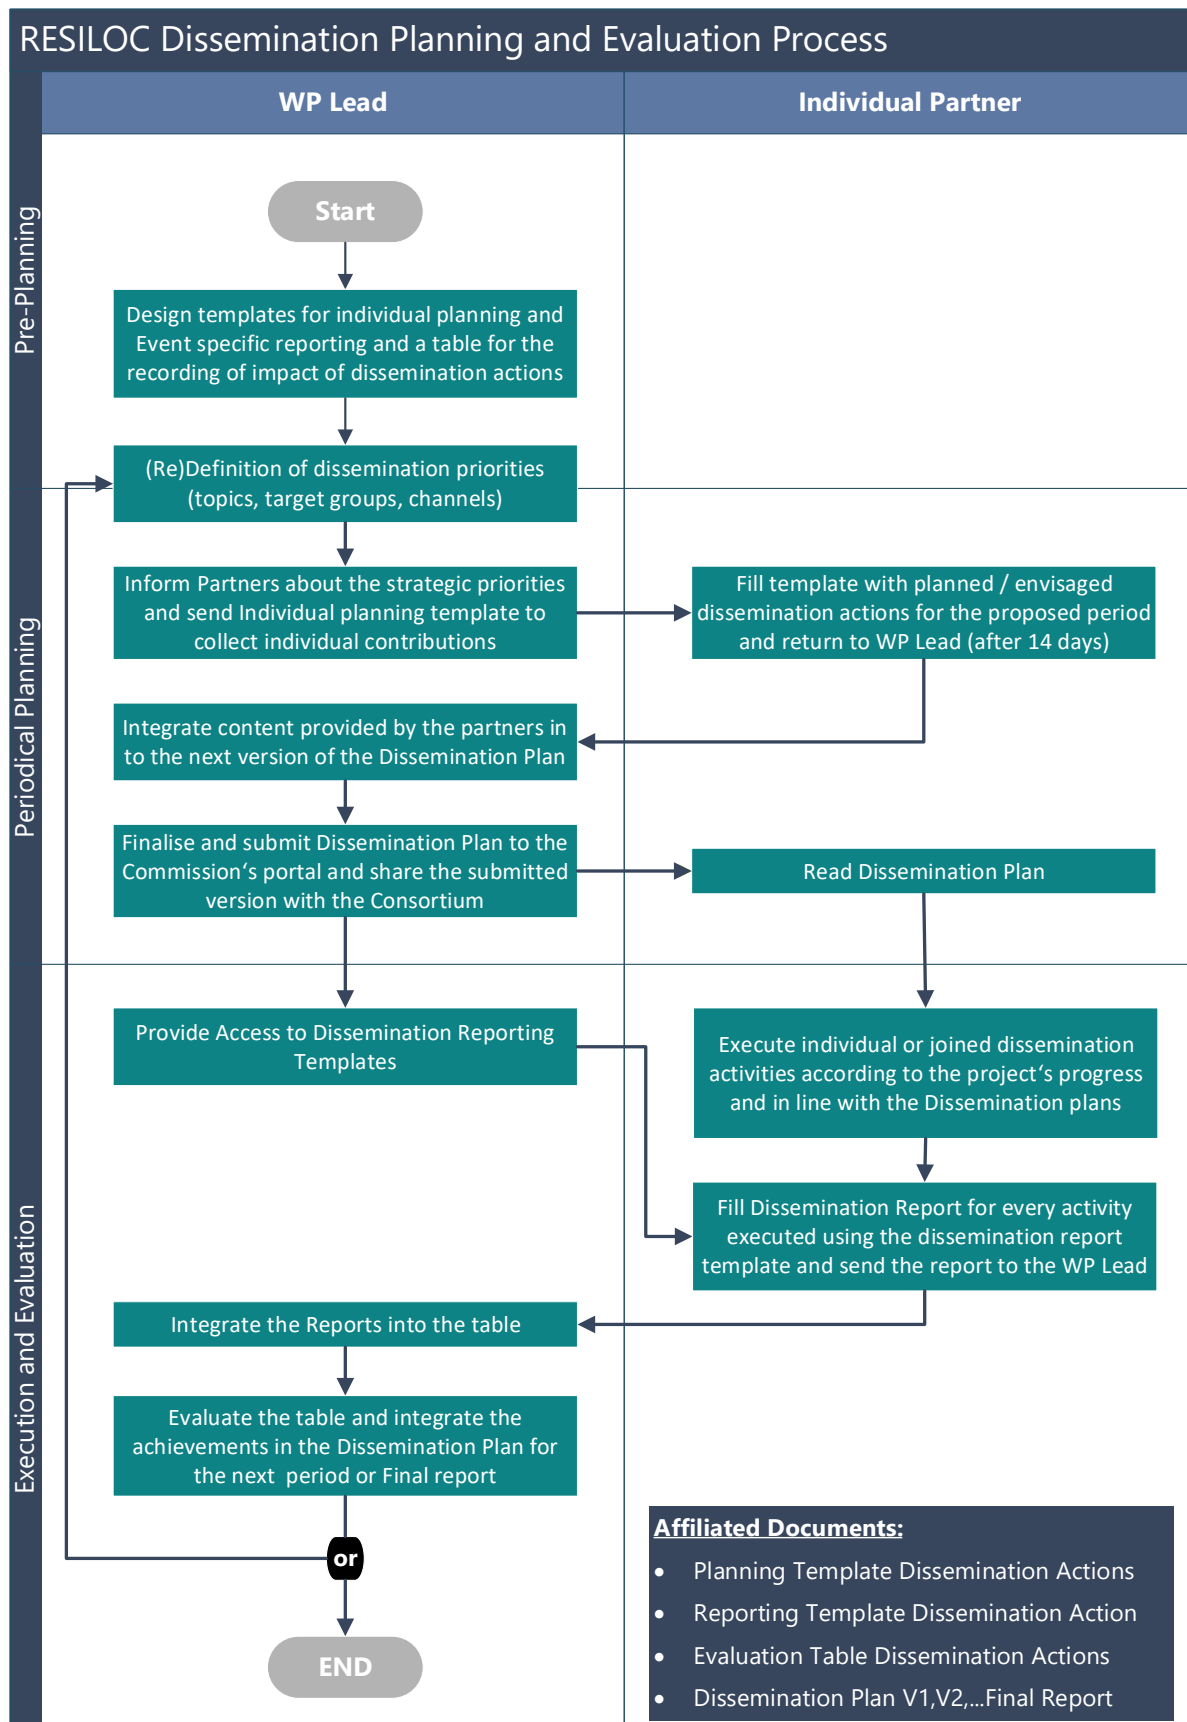 RESILOC Dissemination Planning and Evaluation Process
WP Lead
Individual Partner
Pre-Planning
Start
Design templates for individual planning and
Event specific reporting and a table for the
recording of impact of dissemination actions
(Re)Definition of dissemination priorities
(topics, target groups, channels)
Periodical Planning
Inform Partners about the strategic priorities
and send Individual planning template to
collect individual contributions
Fill template with planned / envisaged
dissemination actions for the proposed period
and return to WP Lead (after 14 days)
Integrate content provided by the partners in
to the next version of the Dissemination Plan
Finalise and submit Dissemination Plan to the
Commission‘s portal and share the submitted
version with the Consortium
Read Dissemination Plan
Execution and Evaluation
Provide Access to Dissemination Reporting
Templates
Execute individual or joined dissemination
activities according to the project‘s progress
and in line with the Dissemination plans
Fill Dissemination Report for every activity
executed using the dissemination report
template and send the report to the WP Lead
Integrate the Reports into the table
Evaluate the table and integrate the
achievements in the Dissemination Plan for
the next  period or Final report
or
END
Affiliated Documents:
• Planning Template Dissemination Actions
• Reporting Template Dissemination Action
• Evaluation Table Dissemination Actions
• Dissemination Plan V1,V2,...Final Report